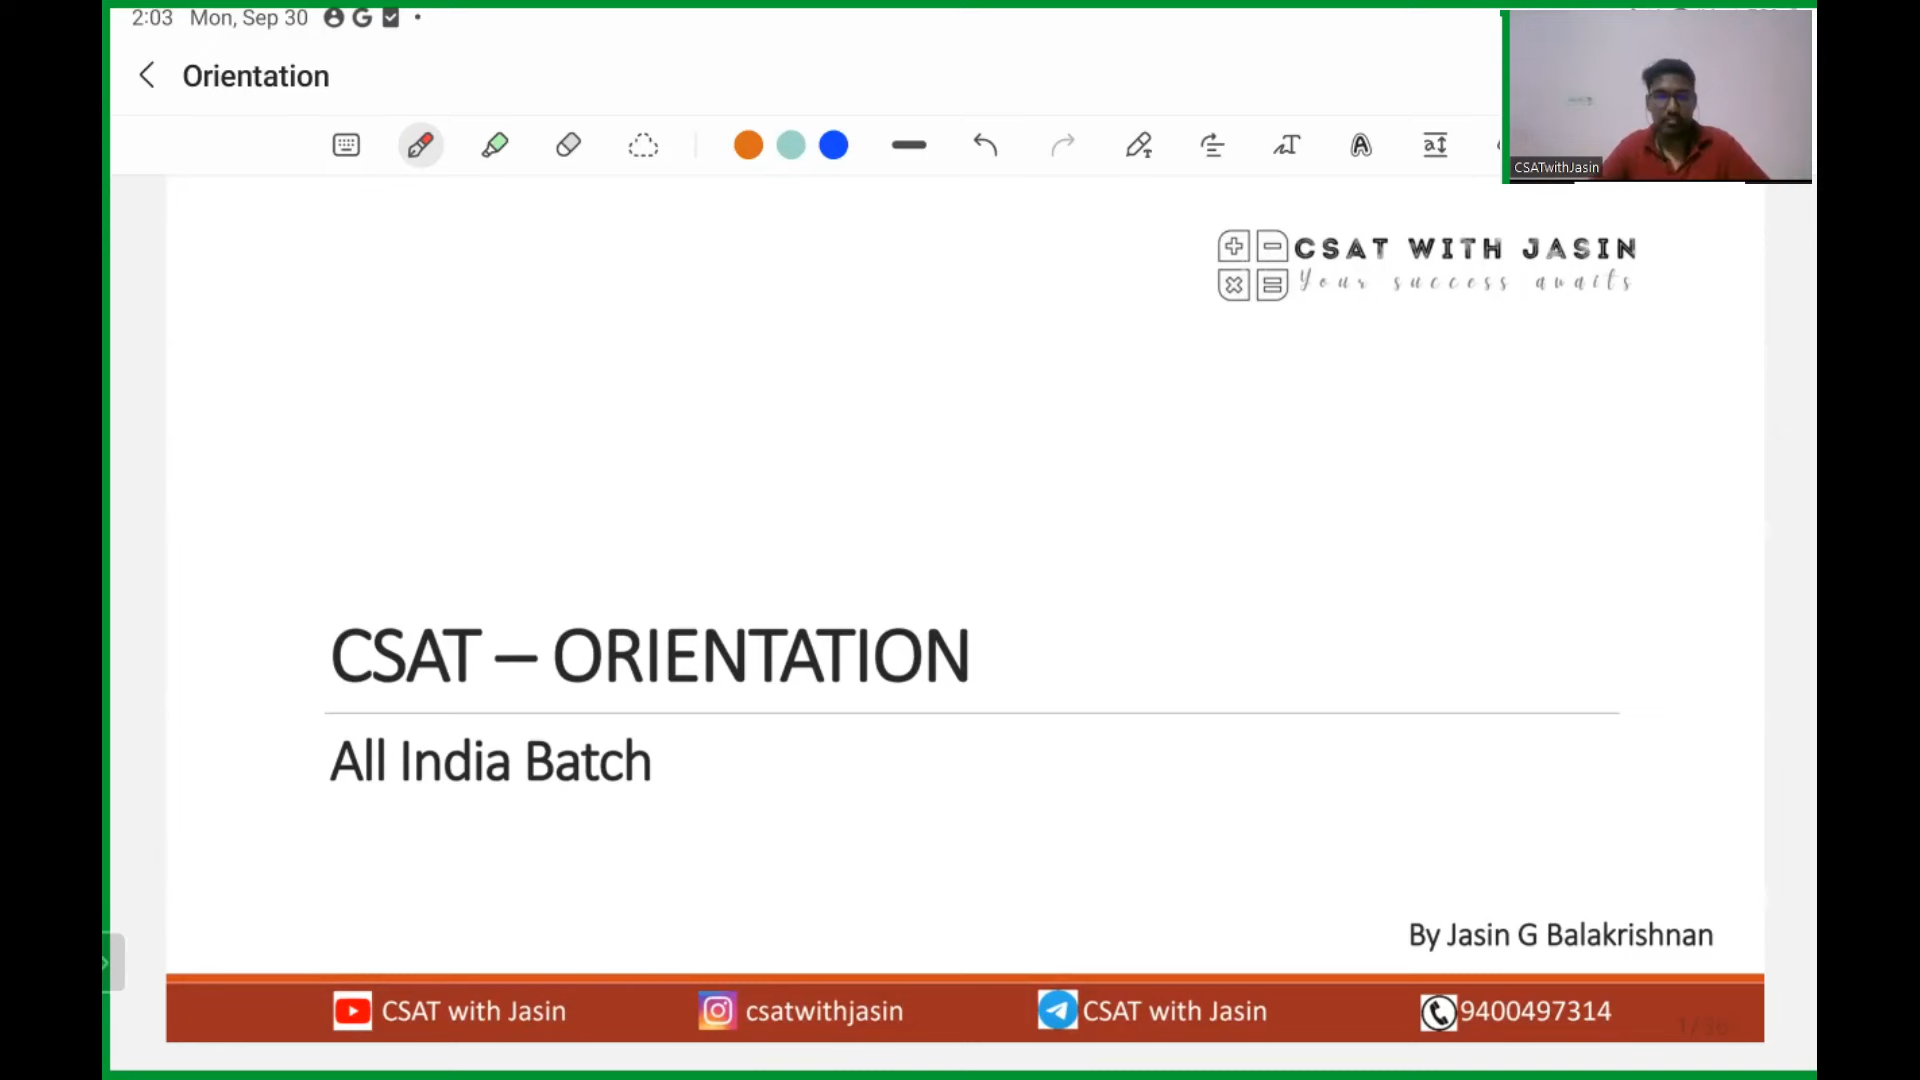 2:03 Mon, Sep 30
Orientation
CSATwithJasin
CSAT WITH JASIN
Your success awaits
CSAT – ORIENTATION
All India Batch
By Jasin G Balakrishnan
CSAT with Jasin
csatwithjasin
CSAT with Jasin
9400497314